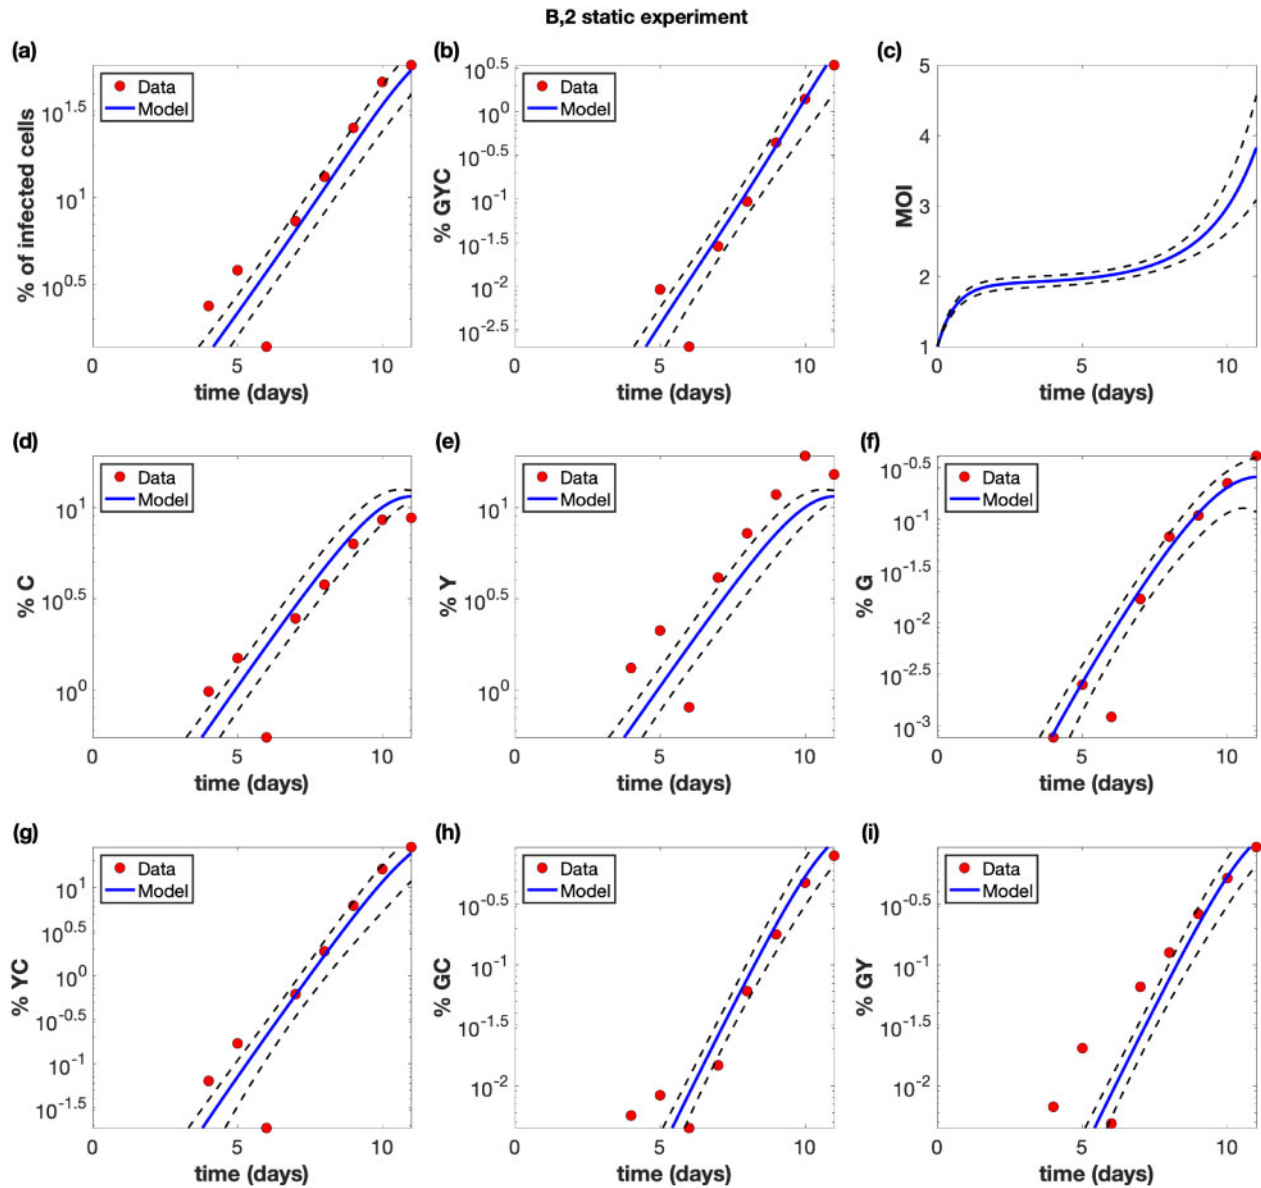 B,2 static experiment
(a)
(b)
(c)
Data
Model
% of infected cells
10^1.5
10^1
10^0.5
0
5
10
time (days)
Data
Model
% GYC
10^0.5
10^0
10^-0.5
10^-1
10^-1.5
10^-2
10^-2.5
0
5
10
time (days)
MOI
5
4
3
2
1
0
5
10
time (days)
(d)
(e)
(f)
Data
Model
% C
10^1
10^0.5
10^0
0
5
10
time (days)
Data
Model
% Y
10^1
10^0.5
10^0
0
5
10
time (days)
Data
Model
% G
10^-0.5
10^-1
10^-1.5
10^-2
10^-2.5
10^-3
0
5
10
time (days)
(g)
(h)
(i)
Data
Model
% YC
10^1
10^0.5
10^0
10^-0.5
10^-1
10^-1.5
0
5
10
time (days)
Data
Model
% GC
10^-0.5
10^-1
10^-1.5
10^-2
0
5
10
time (days)
Data
Model
% GY
10^-0.5
10^-1
10^-1.5
10^-2
0
5
10
time (days)